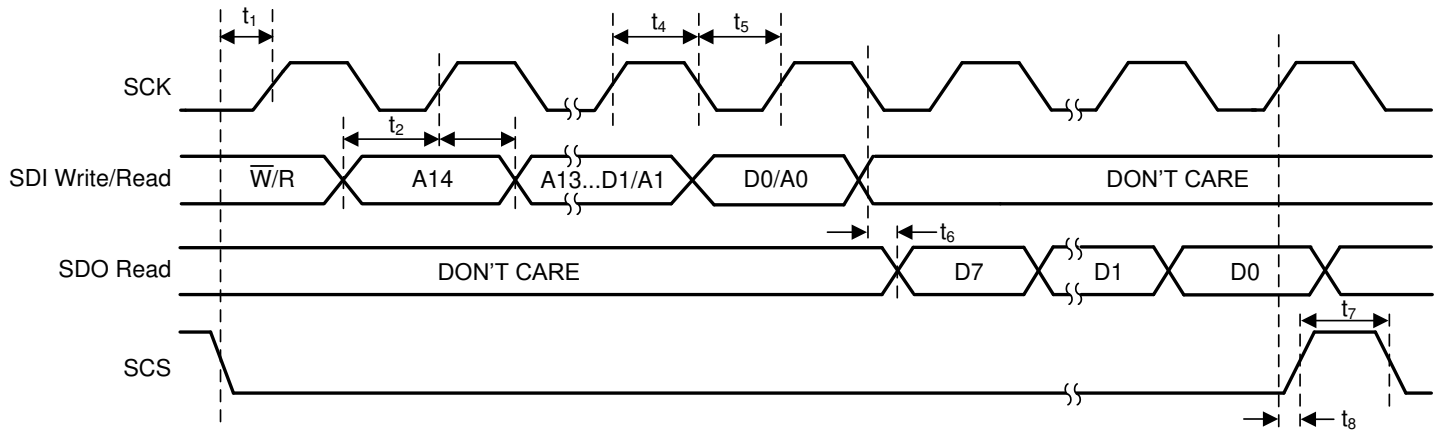 t₁ t₄ t₅
SCK
t₂
SDI Write/Read W̅/R A14 A13...D1/A1 D0/A0 DON'T CARE
t₆
SDO Read DON'T CARE D7 D1 D0
t₇
SCS
t₈